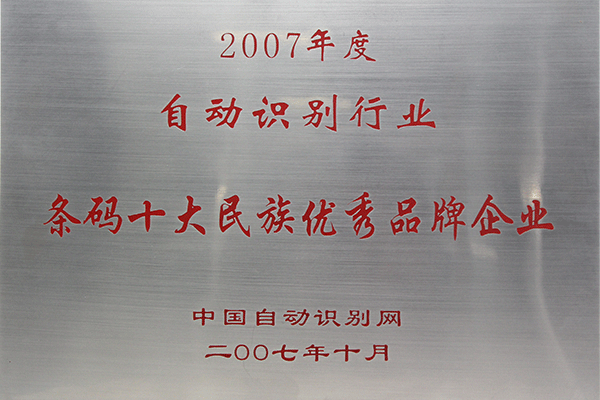 2007年度
自动识别行业
条码十大民族优秀品牌企业
中国自动识别网
二〇〇七年十月